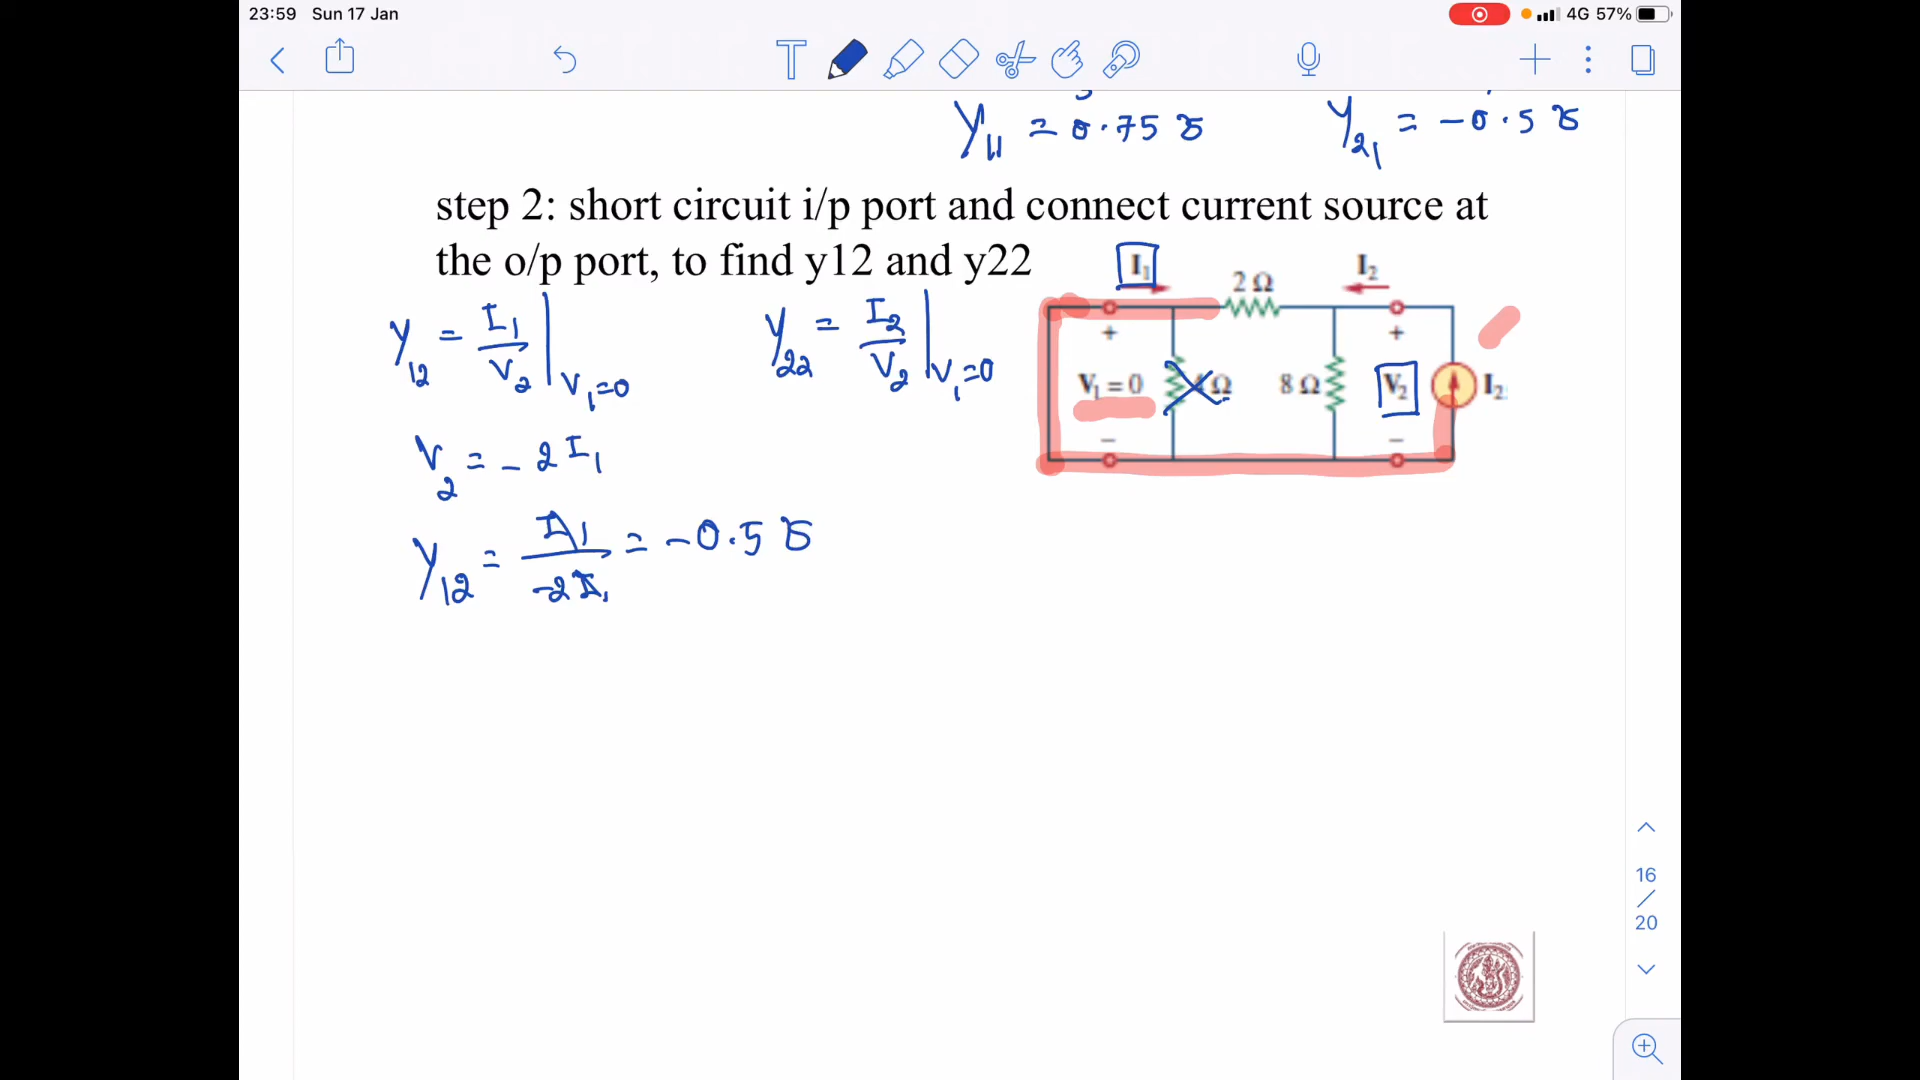 23:59 Sun 17 Jan
4G 57%
y11 = 0.75 ℧ y21 = -0.5 ℧
step 2: short circuit i/p port and connect current source at
the o/p port, to find y12 and y22
I1 2 Ω I2
y12 = I1/V2 | V1=0 y22 = I2/V2 | V1=0
+ +
V1 = 0 4 Ω 8 Ω V2 I2
− −
V2 = -2 I1
y12 = I1/-2I1 = -0.5 ℧
16
/
20